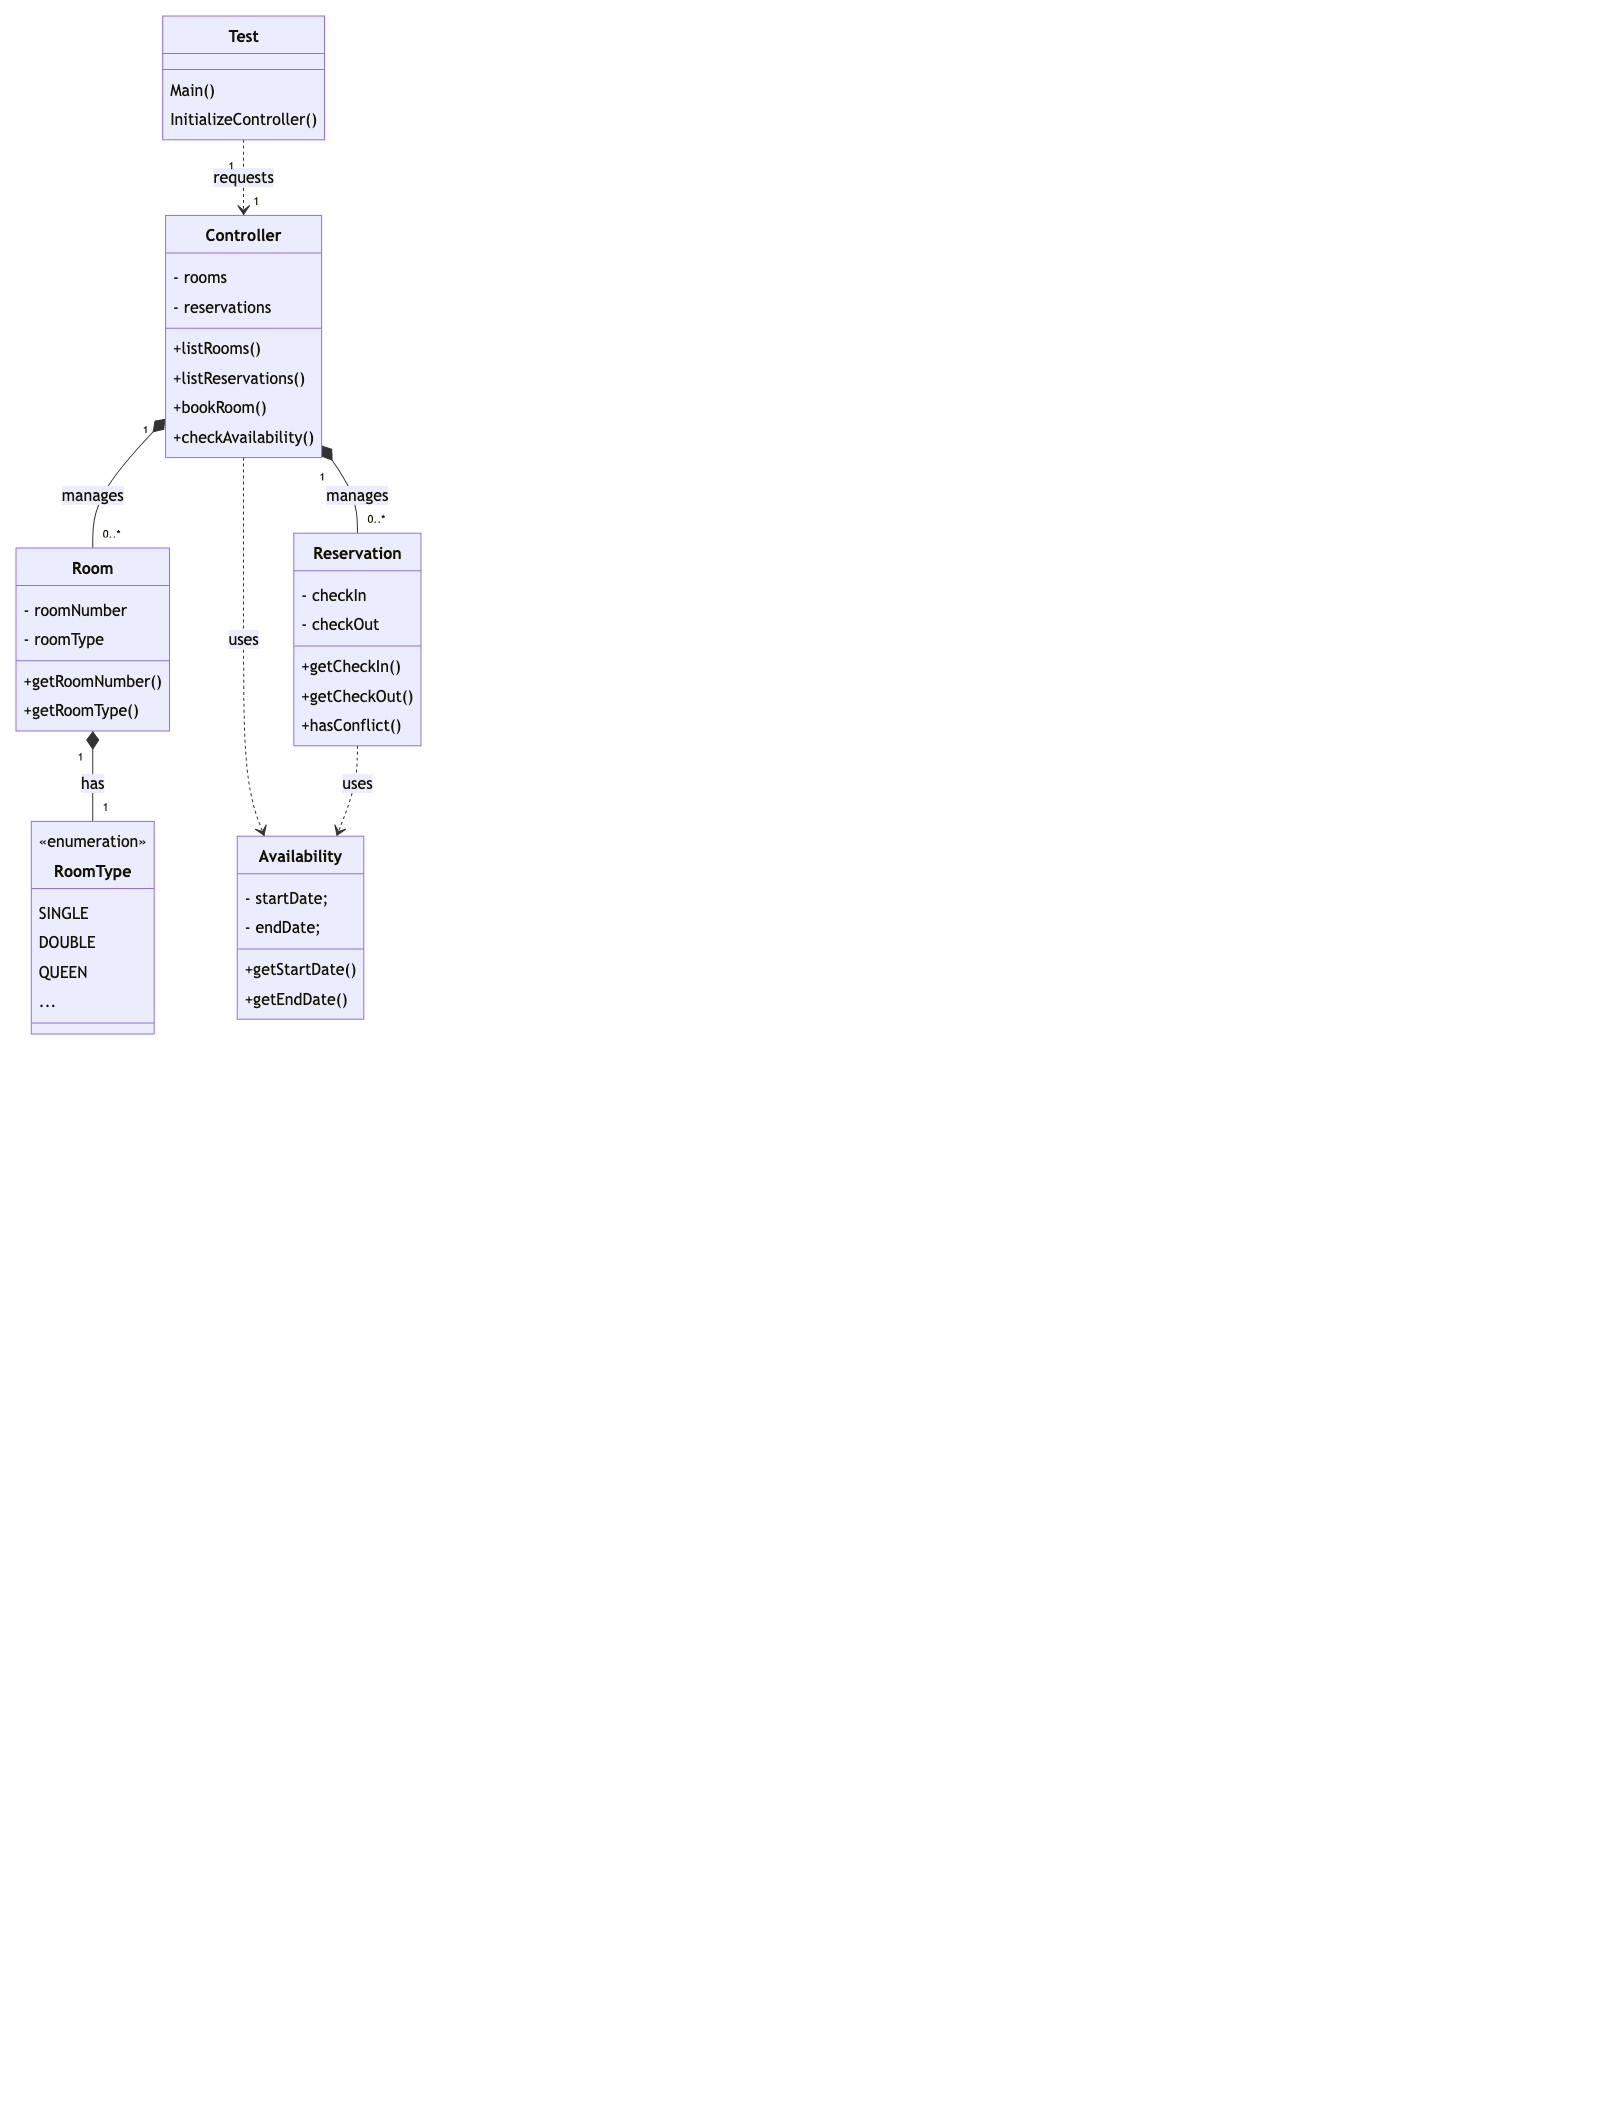 Test
Main()
InitializeController()
1
requests
1
Controller
- rooms
- reservations
+listRooms()
+listReservations()
+bookRoom()
+checkAvailability()
1
manages
0..*
1
manages
0..*
Room
- roomNumber
- roomType
+getRoomNumber()
+getRoomType()
uses
Reservation
- checkIn
- checkOut
+getCheckIn()
+getCheckOut()
+hasConflict()
1
has
1
uses
«enumeration»
RoomType
SINGLE
DOUBLE
QUEEN
...
Availability
- startDate;
- endDate;
+getStartDate()
+getEndDate()